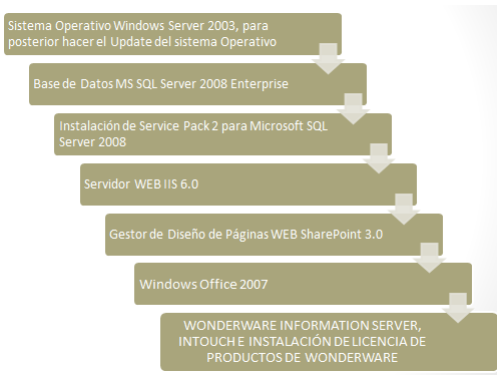 Sistema Operativo Windows Server 2003, para
posterior hacer el Update del sistema Operativo
Base de Datos MS SQL Server 2008 Enterprise
Instalación de Service Pack 2 para Microsoft SQL
Server 2008
Servidor WEB IIS 6.0
Gestor de Diseño de Páginas WEB SharePoint 3.0
Windows Office 2007
WONDERWARE INFORMATION SERVER,
INTOUCH E INSTALACIÓN DE LICENCIA DE
PRODUCTOS DE WONDERWARE